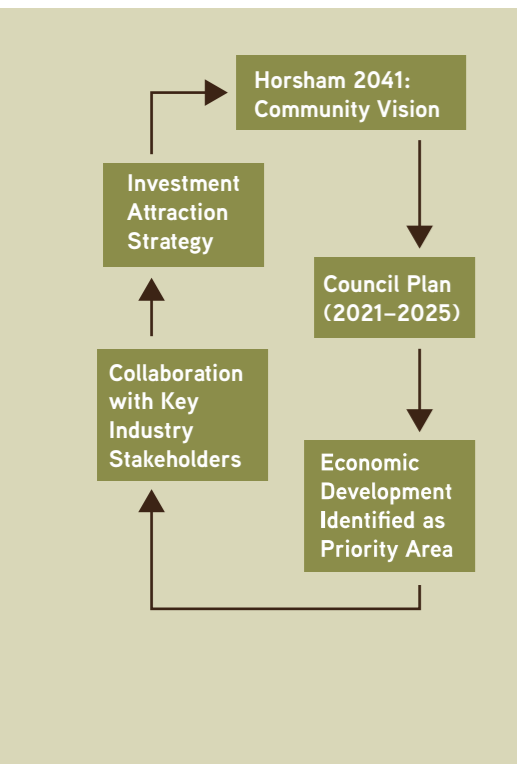 Horsham 2041:
Community Vision
Investment
Attraction
Strategy
Council Plan
(2021–2025)
Collaboration
with Key
Industry
Stakeholders
Economic
Development
Identified as
Priority Area